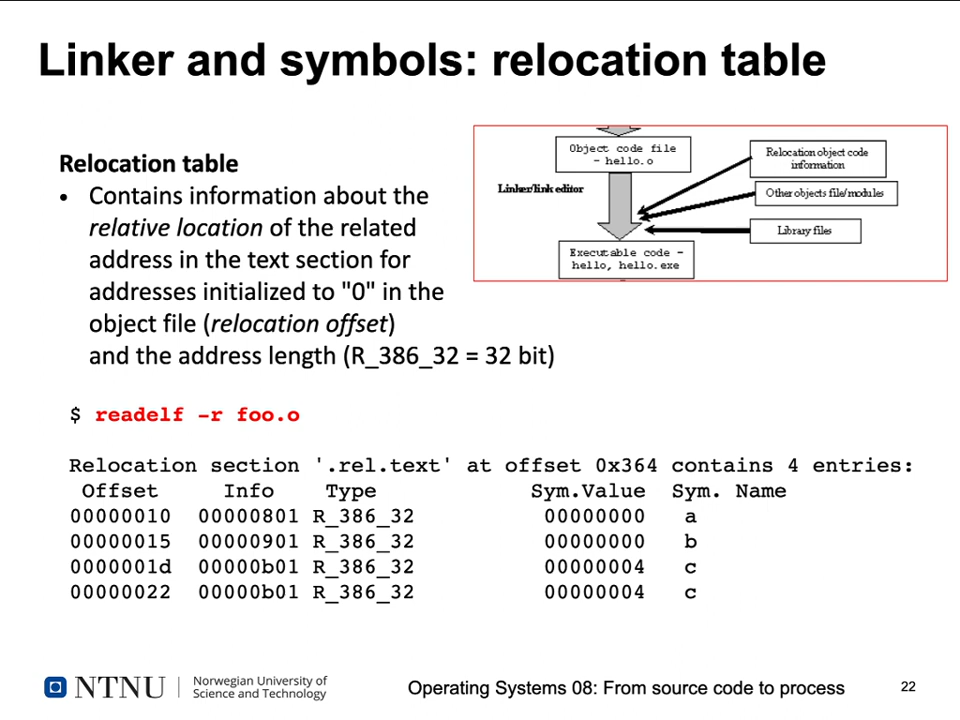 Linker and symbols: relocation table
Relocation table
• Contains information about the
relative location of the related
address in the text section for
addresses initialized to "0" in the
object file (relocation offset)
and the address length (R_386_32 = 32 bit)
Object code file
- hello.o
Linker/link editor
Executable code -
hello, hello.exe
Relocation object code
information
Other objects file/modules
Library files
$ readelf -r foo.o
Relocation section '.rel.text' at offset 0x364 contains 4 entries:
Offset Info Type Sym.Value Sym. Name
00000010 00000801 R_386_32 00000000 a
00000015 00000901 R_386_32 00000000 b
0000001d 00000b01 R_386_32 00000004 c
00000022 00000b01 R_386_32 00000004 c
NTNU
Norwegian University of
Science and Technology
Operating Systems 08: From source code to process
22